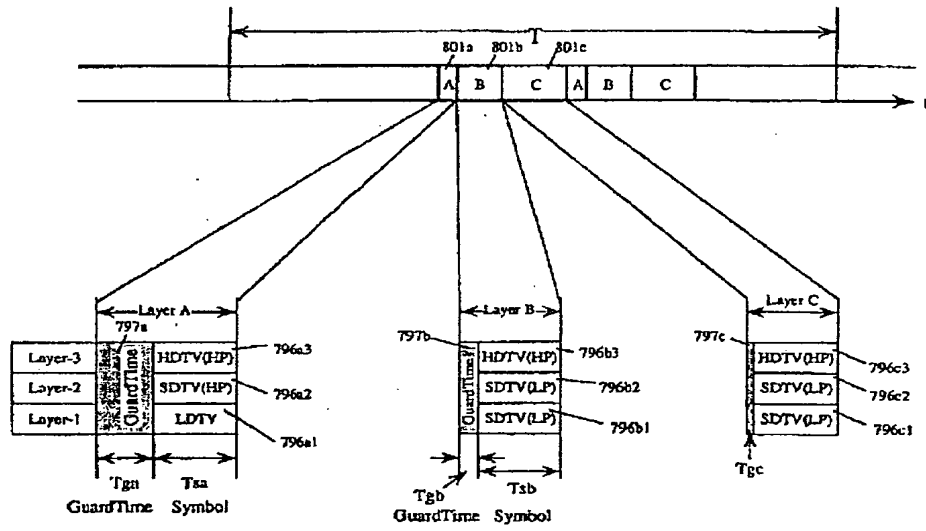 T
801a 801b 801c
A B C A B C
t
Layer A Layer B Layer C
797a 797b 797c
Layer-3 GuardTime HDTV(HP) 796a3 GuardTime HDTV(HP) 796b3 HDTV(HP) 796c3
Layer-2 SDTV(HP) 796a2 SDTV(LP) 796b2 SDTV(LP) 796c2
Layer-1 LDTV 796a1 SDTV(LP) 796b1 SDTV(LP) 796c1
Tga Tsa Tgb Tsb Tgc
GuardTime Symbol GuardTime Symbol